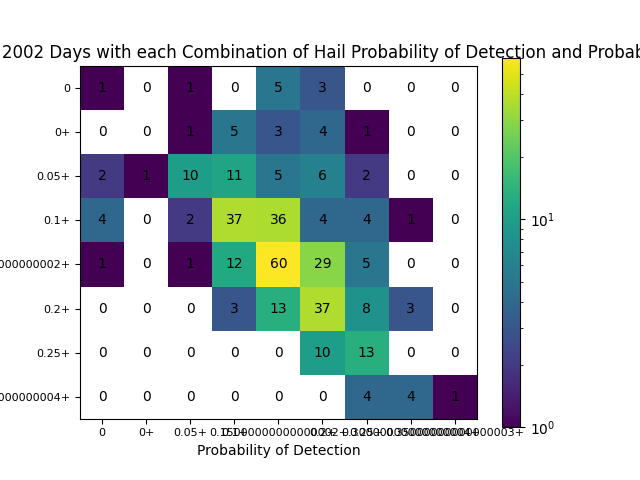 2002 Days with each Combination of Hail Probability of Detection and Probab
0 1 0 1 0 5 3 0 0 0
0+ 0 0 1 5 3 4 1 0 0
0.05+ 2 1 10 11 5 6 2 0 0
0.1+ 4 0 2 37 36 4 4 1 0
000000002+ 1 0 1 12 60 29 5 0 0
0.2+ 0 0 0 3 13 37 8 3 0
0.25+ 0 0 0 0 0 10 13 0 0
000000004+ 0 0 0 0 0 0 4 4 1
0 0+ 0.05+
Probability of Detection
10^1
10^0